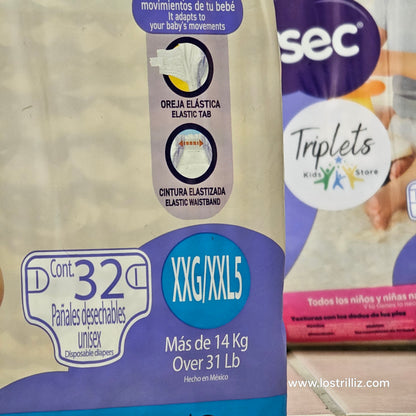 movimientos de tu bebé
It adapts to
your baby's movements
OREJA ELÁSTICA
ELASTIC TAB
CINTURA ELASTIZADA
ELASTIC WAISTBAND
Cont. 32
Pañales desechables
unisex
Disposable diapers
XXG/XXL5
Más de 14 Kg
Over 31 Lb
Hecho en México
sec
Triplets
Kids Store
Todos los niños y niñas na
Texturas con los dedos de los pies
www.lostrilliz.com